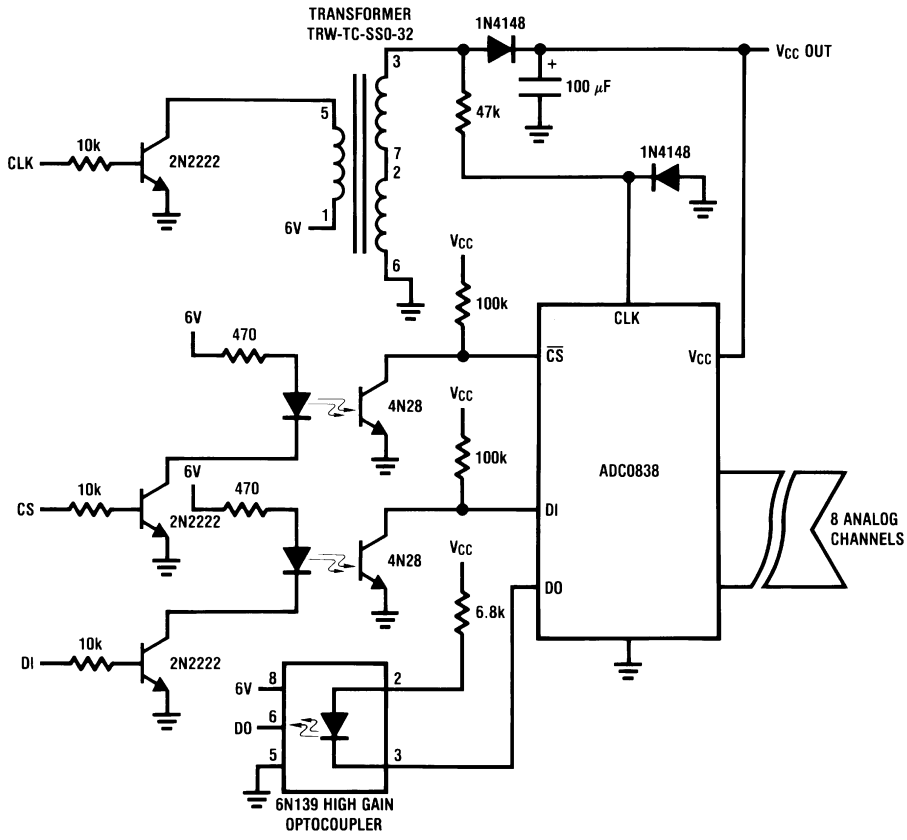 TRANSFORMER
TRW-TC-SS0-32
1N4148
3
VCC OUT
+
100 µF
5
47k
10k
CLK
2N2222
7
2
1N4148
1
6V
6
VCC
100k
CLK
6V
470
CS
VCC
4N28
VCC
100k
ADC0838
10k
6V
470
CS
2N2222
DI
8 ANALOG
CHANNELS
4N28
VCC
DO
6.8k
10k
DI
2N2222
6V
8
2
DO
6
5
3
6N139 HIGH GAIN
OPTOCOUPLER